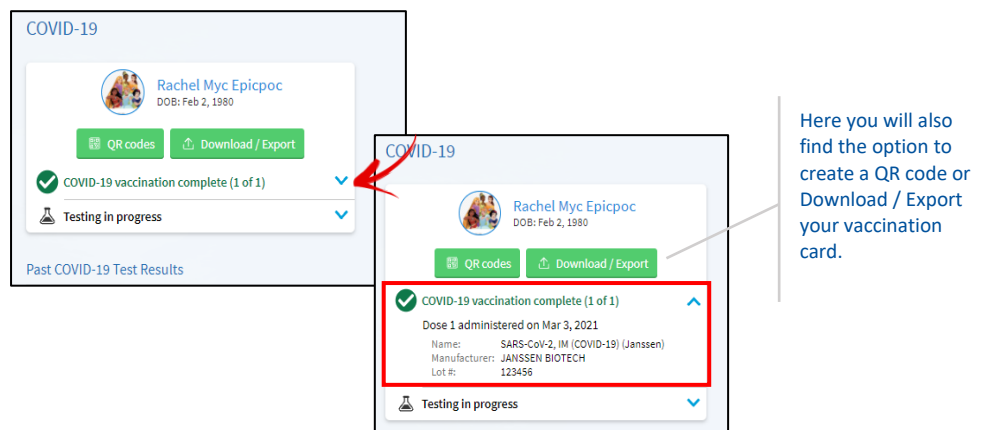 COVID-19
Rachel Myc Epicpoc
DOB: Feb 2, 1980
QR codes
Download / Export
COVID-19 vaccination complete (1 of 1)
Testing in progress
Past COVID-19 Test Results
COVID-19
Rachel Myc Epicpoc
DOB: Feb 2, 1980
QR codes
Download / Export
COVID-19 vaccination complete (1 of 1)
Dose 1 administered on Mar 3, 2021
Name: SARS-CoV-2, IM (COVID-19) (Janssen)
Manufacturer: JANSSEN BIOTECH
Lot #: 123456
Testing in progress
Here you will also
find the option to
create a QR code or
Download / Export
your vaccination
card.